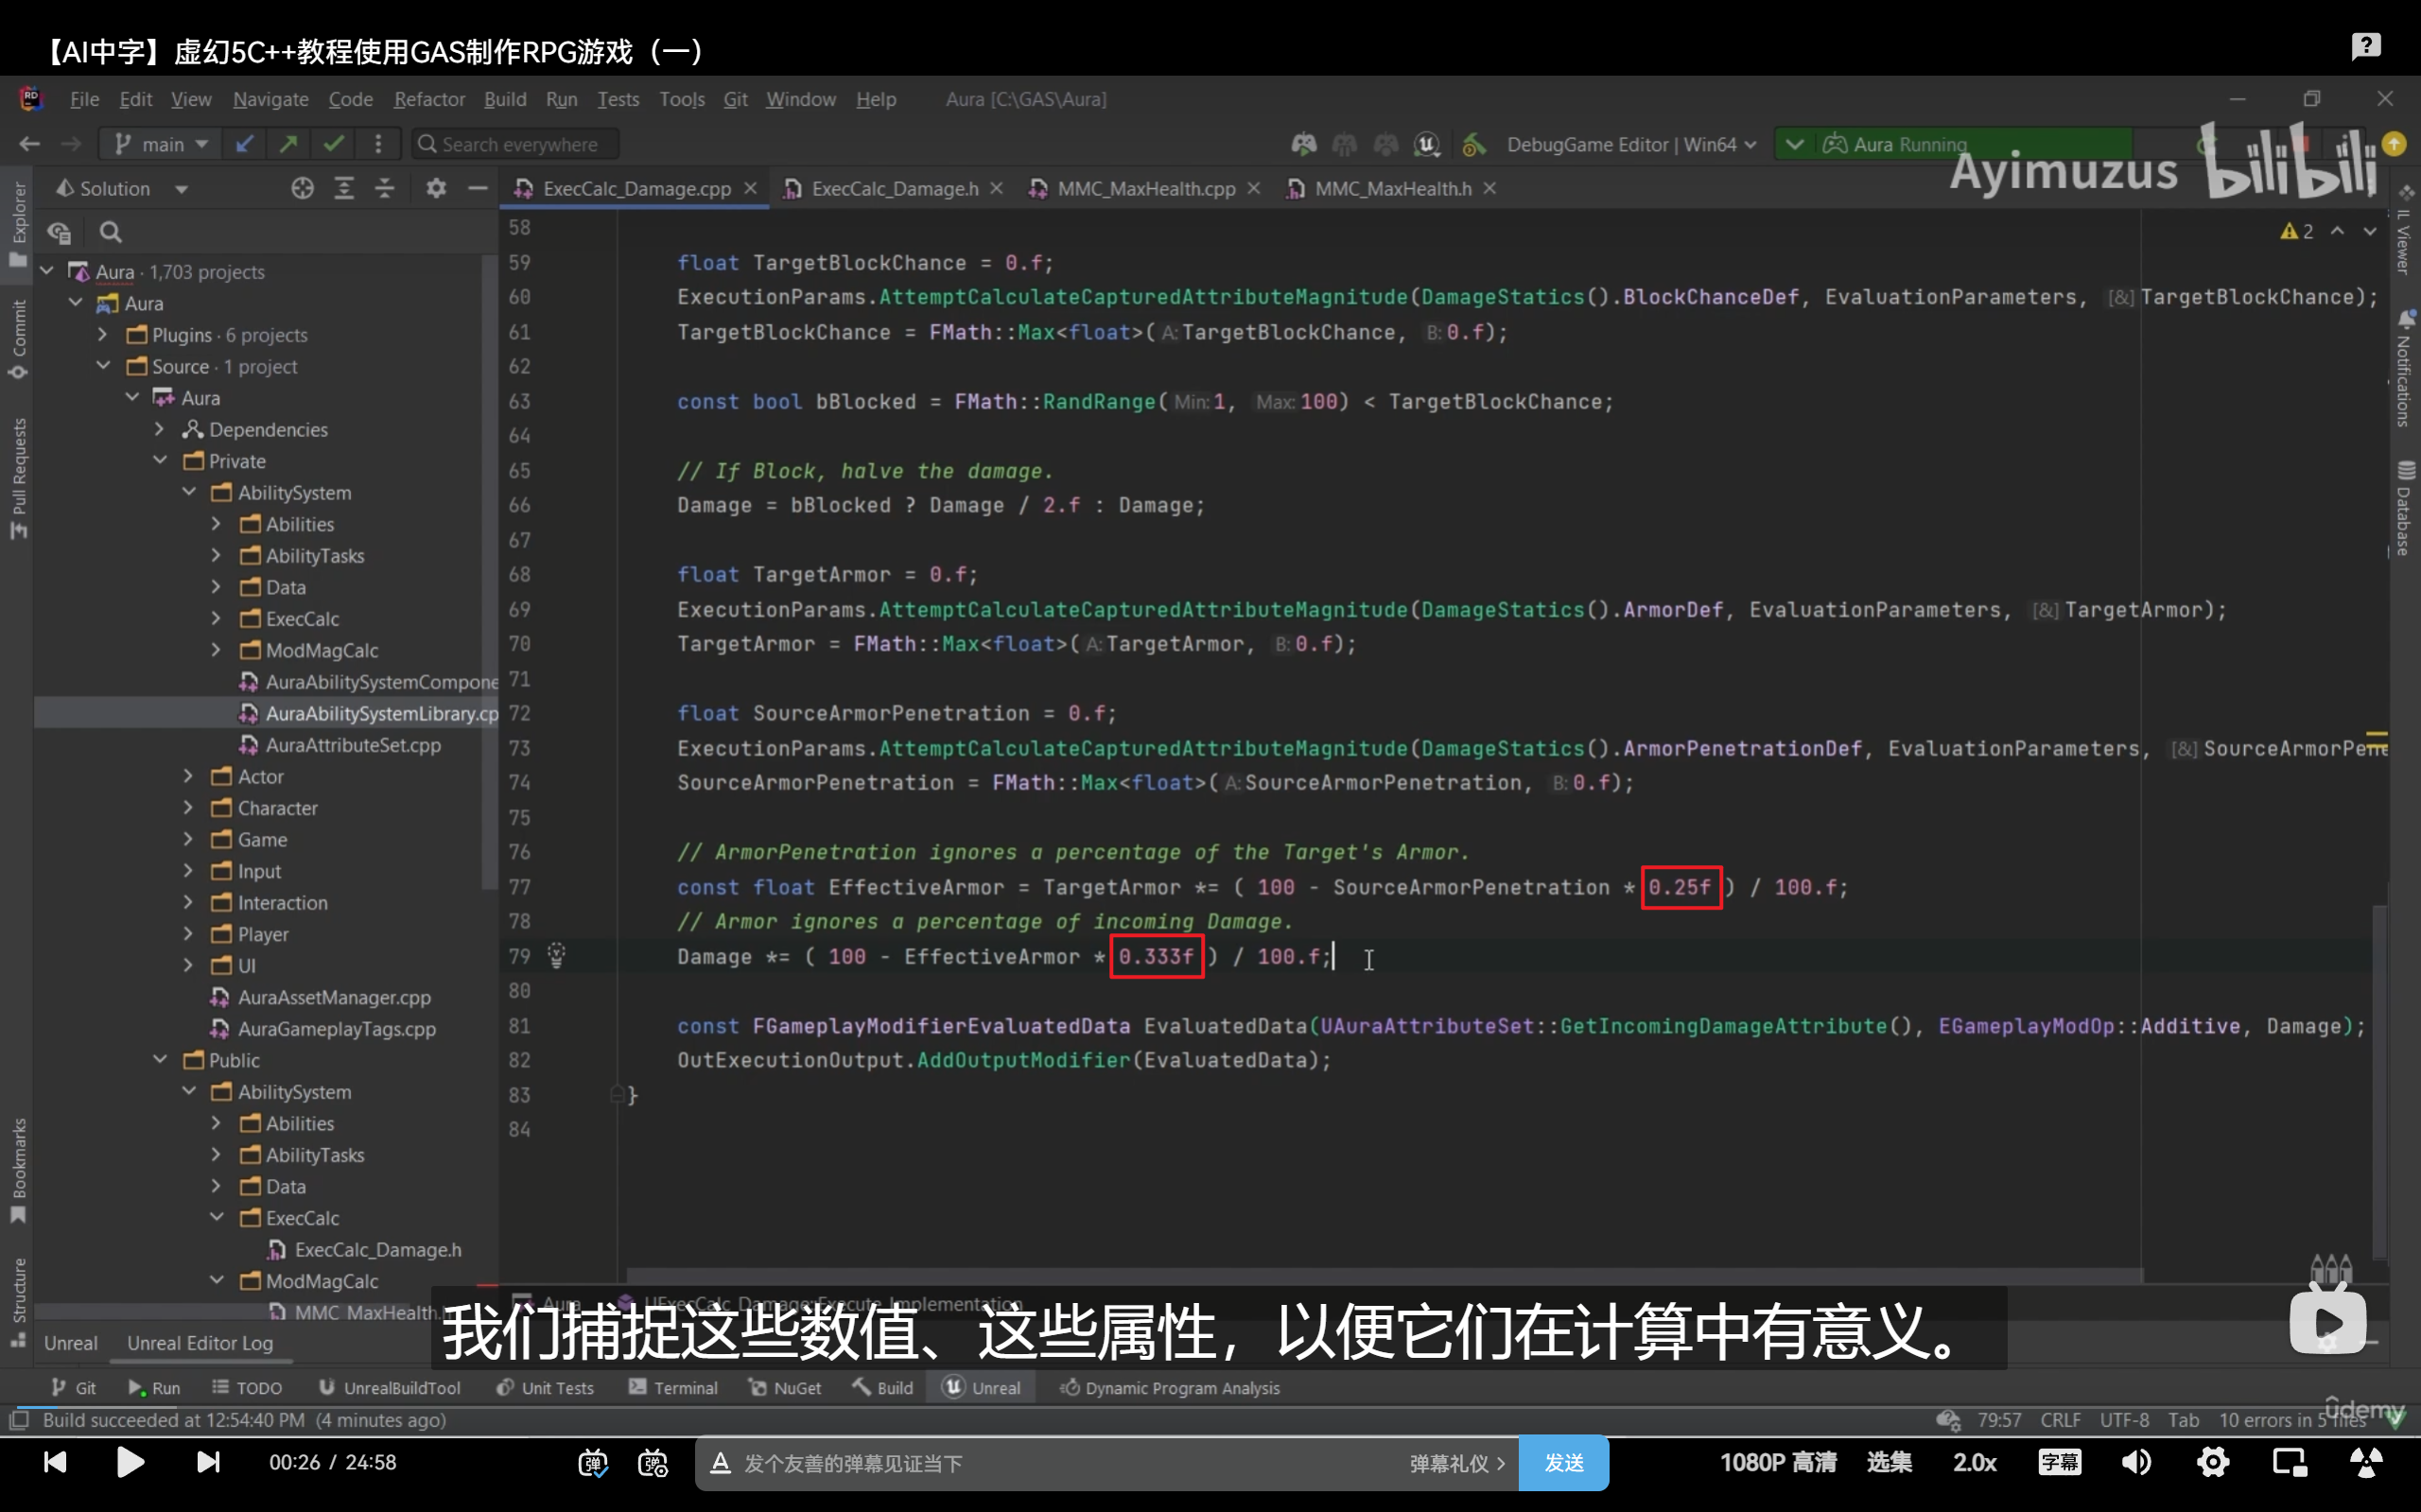 【AI中字】虚幻5C++教程使用GAS制作RPG游戏（一）
File Edit View Navigate Code Refactor Build Run Tests Tools Git Window Help Aura [C:\GAS\Aura]
main Search everywhere DebugGame Editor | Win64 Aura Running
Ayimuzus bilibili
Solution ExecCalc_Damage.cpp ExecCalc_Damage.h MMC_MaxHealth.cpp MMC_MaxHealth.h
Explorer
Commit
Pull Requests
Bookmarks
Structure
IL Viewer
Notifications
Database
2
Aura · 1,703 projects
Aura
Plugins · 6 projects
Source · 1 project
Aura
Dependencies
Private
AbilitySystem
Abilities
AbilityTasks
Data
ExecCalc
ModMagCalc
AuraAbilitySystemCompone
AuraAbilitySystemLibrary.cp
AuraAttributeSet.cpp
Actor
Character
Game
Input
Interaction
Player
UI
AuraAssetManager.cpp
AuraGameplayTags.cpp
Public
AbilitySystem
Abilities
AbilityTasks
Data
ExecCalc
ExecCalc_Damage.h
ModMagCalc
MMC_MaxHealth.h
58
59 float TargetBlockChance = 0.f;
60 ExecutionParams.AttemptCalculateCapturedAttributeMagnitude(DamageStatics().BlockChanceDef, EvaluationParameters, [&]TargetBlockChance);
61 TargetBlockChance = FMath::Max<float>(A:TargetBlockChance, B:0.f);
62
63 const bool bBlocked = FMath::RandRange(Min:1, Max:100) < TargetBlockChance;
64
65 // If Block, halve the damage.
66 Damage = bBlocked ? Damage / 2.f : Damage;
67
68 float TargetArmor = 0.f;
69 ExecutionParams.AttemptCalculateCapturedAttributeMagnitude(DamageStatics().ArmorDef, EvaluationParameters, [&]TargetArmor);
70 TargetArmor = FMath::Max<float>(A:TargetArmor, B:0.f);
71
72 float SourceArmorPenetration = 0.f;
73 ExecutionParams.AttemptCalculateCapturedAttributeMagnitude(DamageStatics().ArmorPenetrationDef, EvaluationParameters, [&]SourceArmorPene
74 SourceArmorPenetration = FMath::Max<float>(A:SourceArmorPenetration, B:0.f);
75
76 // ArmorPenetration ignores a percentage of the Target's Armor.
77 const float EffectiveArmor = TargetArmor *= ( 100 - SourceArmorPenetration * 0.25f ) / 100.f;
78 // Armor ignores a percentage of incoming Damage.
79 Damage *= ( 100 - EffectiveArmor * 0.333f ) / 100.f;
80
81 const FGameplayModifierEvaluatedData EvaluatedData(UAuraAttributeSet::GetIncomingDamageAttribute(), EGameplayModOp::Additive, Damage);
82 OutExecutionOutput.AddOutputModifier(EvaluatedData);
83 }
84
Aura UExecCalc_Damage::Execute_Implementation
我们捕捉这些数值、这些属性，以便它们在计算中有意义。
Unreal Unreal Editor Log
Git Run TODO UnrealBuildTool Unit Tests Terminal NuGet Build Unreal Dynamic Program Analysis
Build succeeded at 12:54:40 PM (4 minutes ago) 79:57 CRLF UTF-8 Tab 10 errors in 5 files
ûdemy
00:26 / 24:58 弹 弹 发个友善的弹幕见证当下 弹幕礼仪 > 发送 1080P 高清 选集 2.0x 字幕